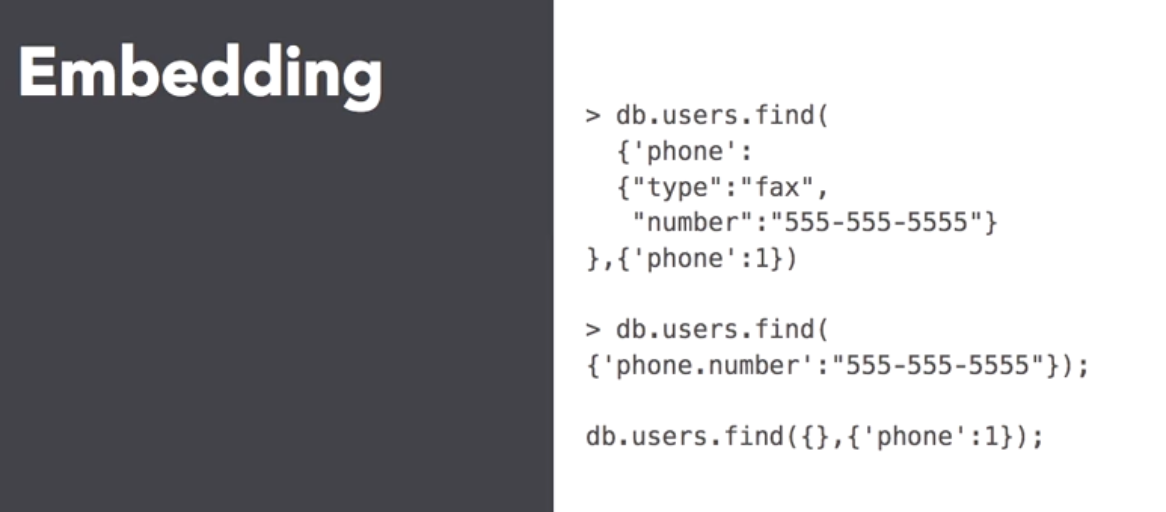 Embedding
> db.users.find(
{'phone':
{"type":"fax",
"number":"555-555-5555"}
},{'phone':1})
> db.users.find(
{'phone.number':"555-555-5555"});
db.users.find({},{'phone':1});